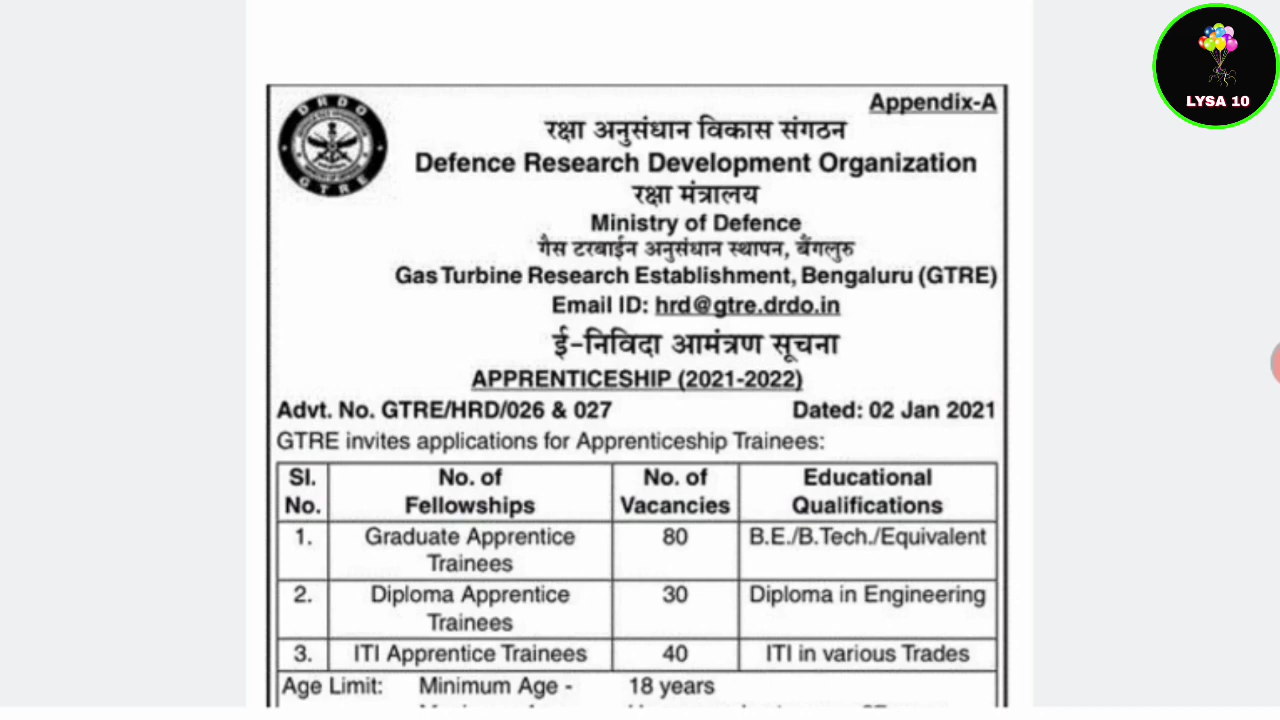 LYSA 10
Appendix-A
DRDO
GTRE
रक्षा अनुसंधान विकास संगठन
Defence Research Development Organization
रक्षा मंत्रालय
Ministry of Defence
गैस टरबाईन अनुसंधान स्थापन, बैंगलुरु
Gas Turbine Research Establishment, Bengaluru (GTRE)
Email ID: hrd@gtre.drdo.in
ई-निविदा आमंत्रण सूचना
APPRENTICESHIP (2021-2022)
Advt. No. GTRE/HRD/026 & 027 Dated: 02 Jan 2021
GTRE invites applications for Apprenticeship Trainees:
Sl. No. of No. of Educational
No. Fellowships Vacancies Qualifications
1. Graduate Apprentice 80 B.E./B.Tech./Equivalent
Trainees
2. Diploma Apprentice 30 Diploma in Engineering
Trainees
3. ITI Apprentice Trainees 40 ITI in various Trades
Age Limit: Minimum Age - 18 years